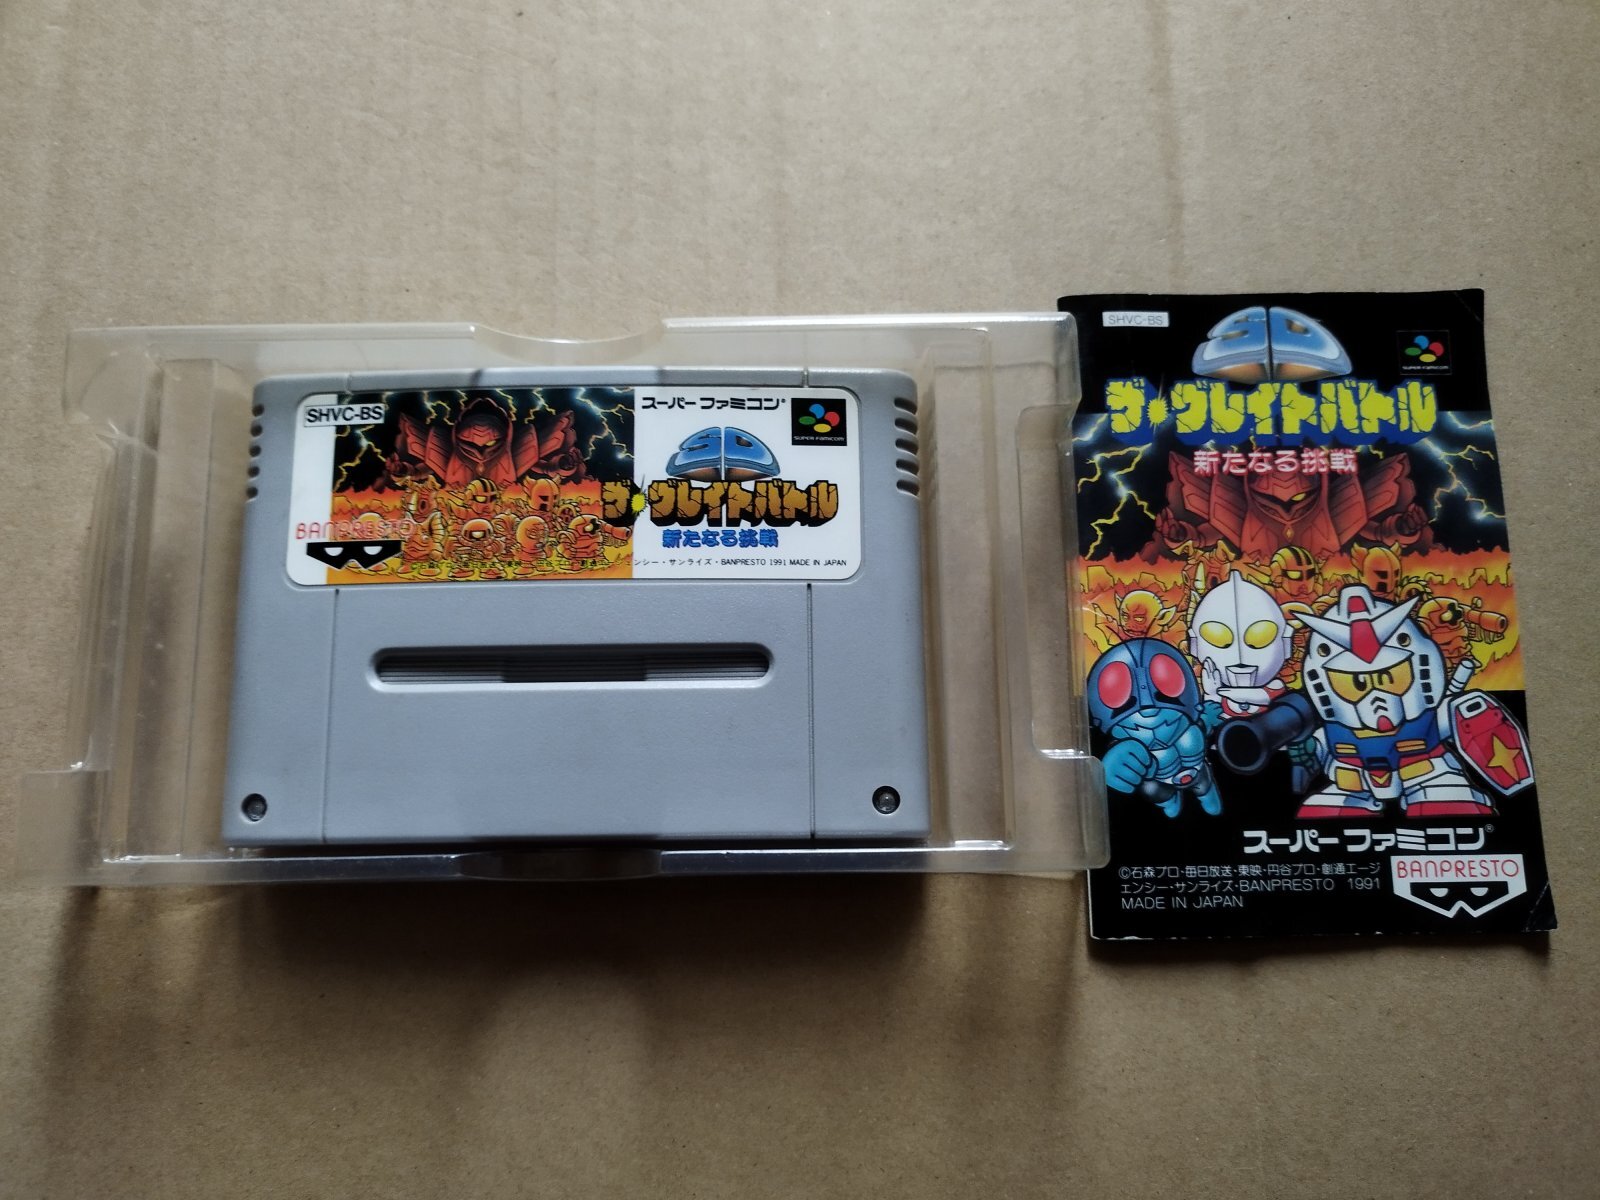 SHVC-BS
スーパーファミコン®
SUPER FAMICOM
SD
ザ・グレイトバトル
新たなる挑戦
BANPRESTO
エンシー・サンライズ・BANPRESTO 1991 MADE IN JAPAN
SHVC-BS
SD
SUPER FAMICOM
ザ・グレイトバトル
新たなる挑戦
スーパーファミコン®
©石森プロ・毎日放送・東映・円谷プロ・創通エージ
ェンシー・サンライズ・BANPRESTO 1991
MADE IN JAPAN
BANPRESTO